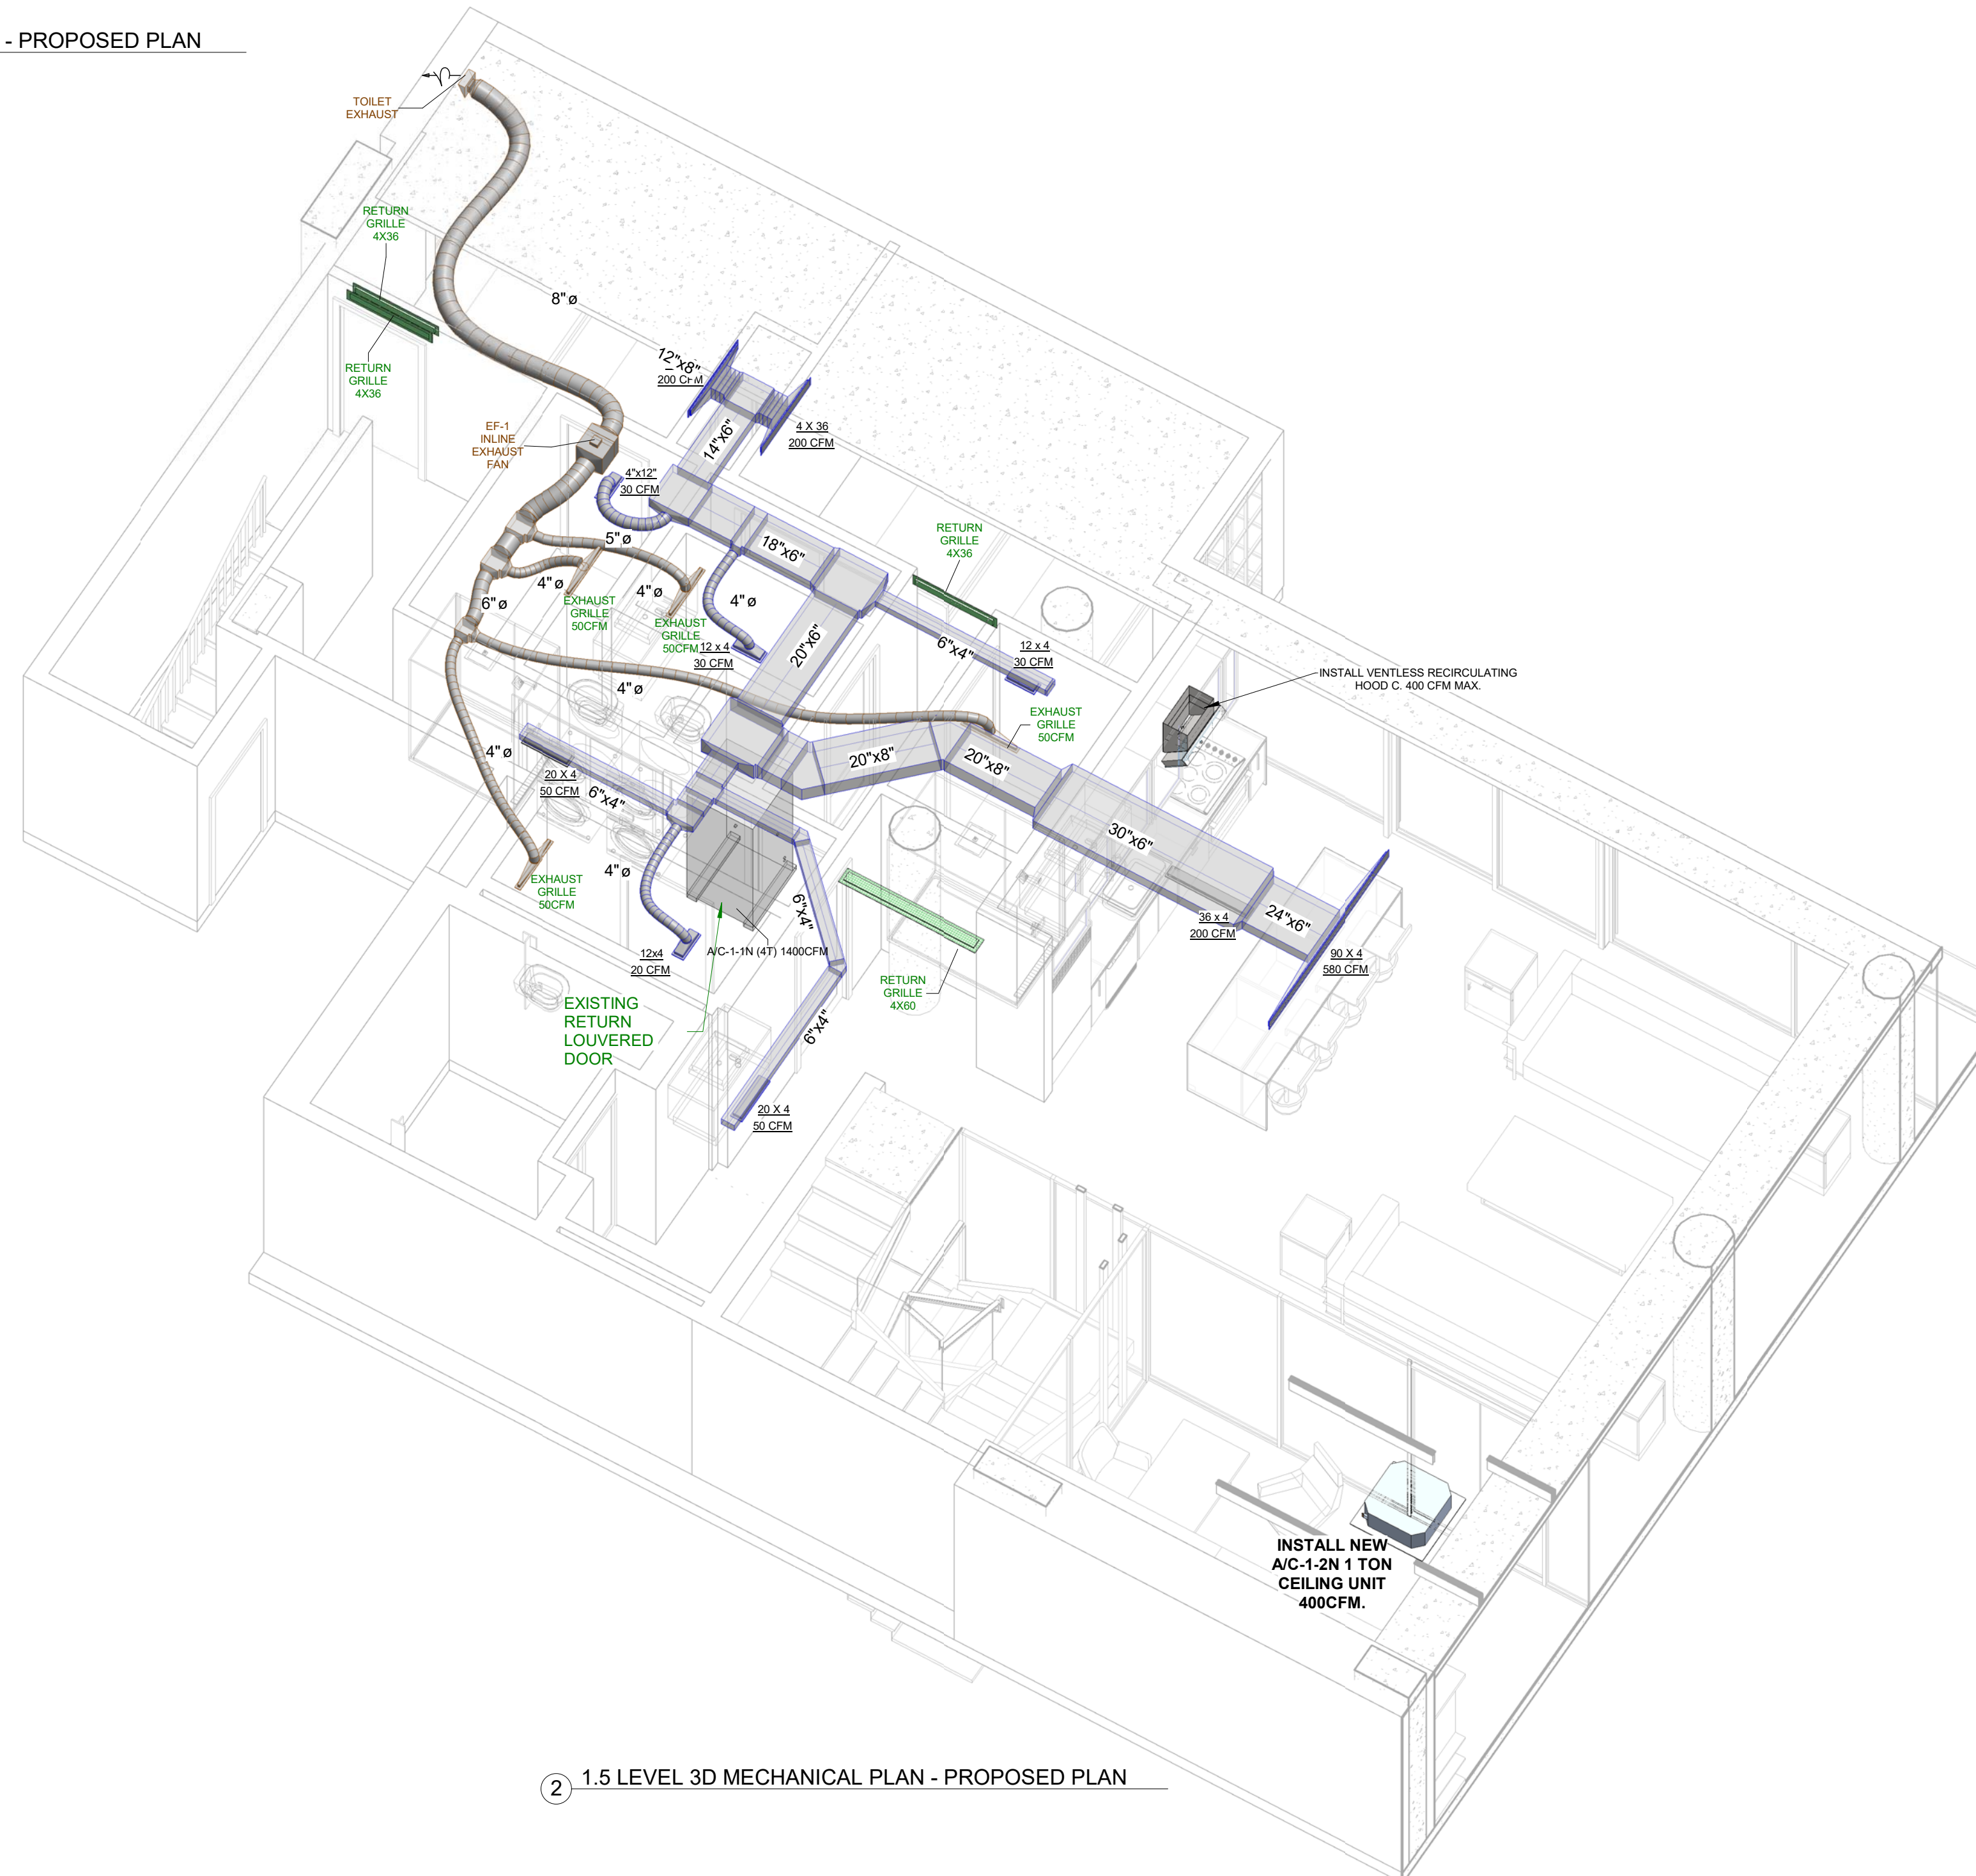 - PROPOSED PLAN
TOILET
EXHAUST
RETURN
GRILLE
4X36
8"ø
12"x8"
200 CFM
RETURN
GRILLE
4X36
14"x6"
4 X 36
200 CFM
EF-1
INLINE
EXHAUST
FAN
4"x12"
30 CFM
5"ø
18"x6"
RETURN
GRILLE
4X36
4"ø
4"ø
4"ø
6"ø
EXHAUST
GRILLE
50CFM
EXHAUST
GRILLE
50CFM
12 x 4
30 CFM
20"x6"
6"x4"
12 x 4
30 CFM
INSTALL VENTLESS RECIRCULATING
HOOD C. 400 CFM MAX.
4"ø
EXHAUST
GRILLE
50CFM
4"ø
20"x8"
20"x8"
20 X 4
50 CFM
6"x4"
30"x6"
4"ø
EXHAUST
GRILLE
50CFM
6"x4"
36 x 4
200 CFM
24"x6"
12x4
20 CFM
A/C-1-1N (4T) 1400CFM
90 X 4
580 CFM
RETURN
GRILLE
4X60
EXISTING
RETURN
LOUVERED
DOOR
6"x4"
20 X 4
50 CFM
INSTALL NEW
A/C-1-2N 1 TON
CEILING UNIT
400CFM.
2
1.5 LEVEL 3D MECHANICAL PLAN - PROPOSED PLAN